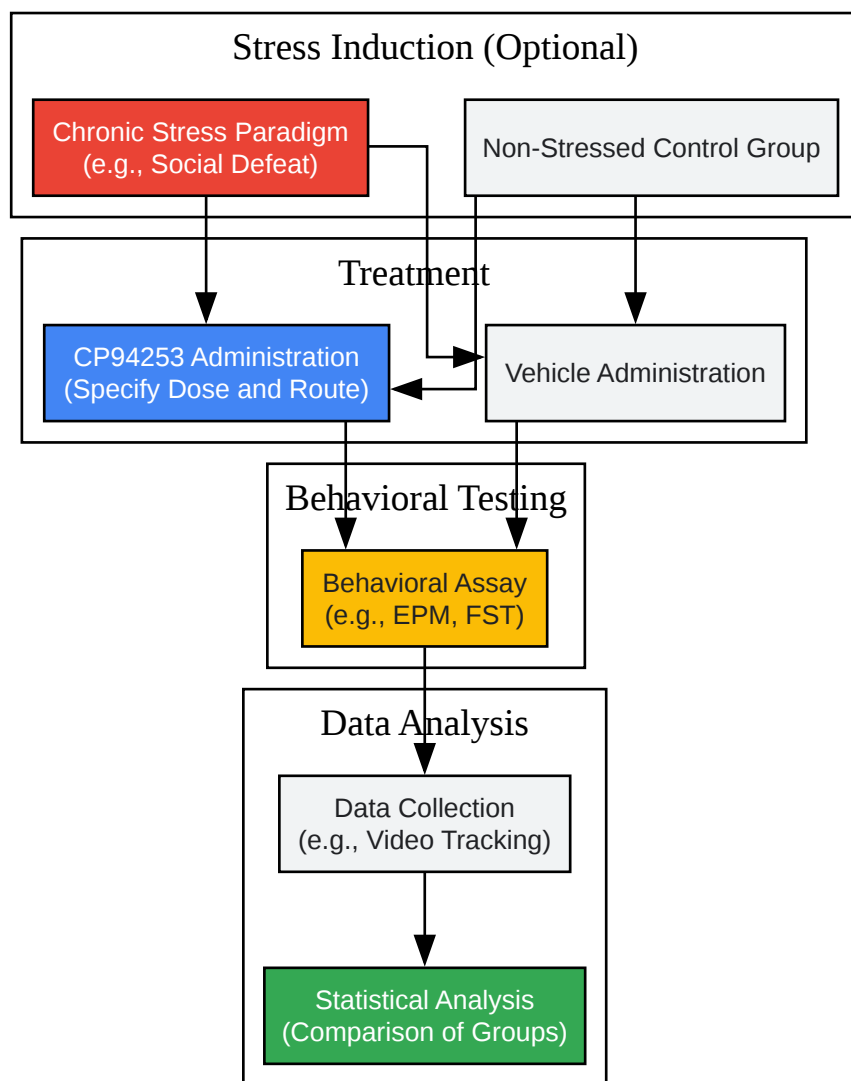 Stress Induction (Optional)
Chronic Stress Paradigm
(e.g., Social Defeat)
Non-Stressed Control Group
Treatment
CP94253 Administration
(Specify Dose and Route)
Vehicle Administration
Behavioral Testing
Behavioral Assay
(e.g., EPM, FST)
Data Analysis
Data Collection
(e.g., Video Tracking)
Statistical Analysis
(Comparison of Groups)